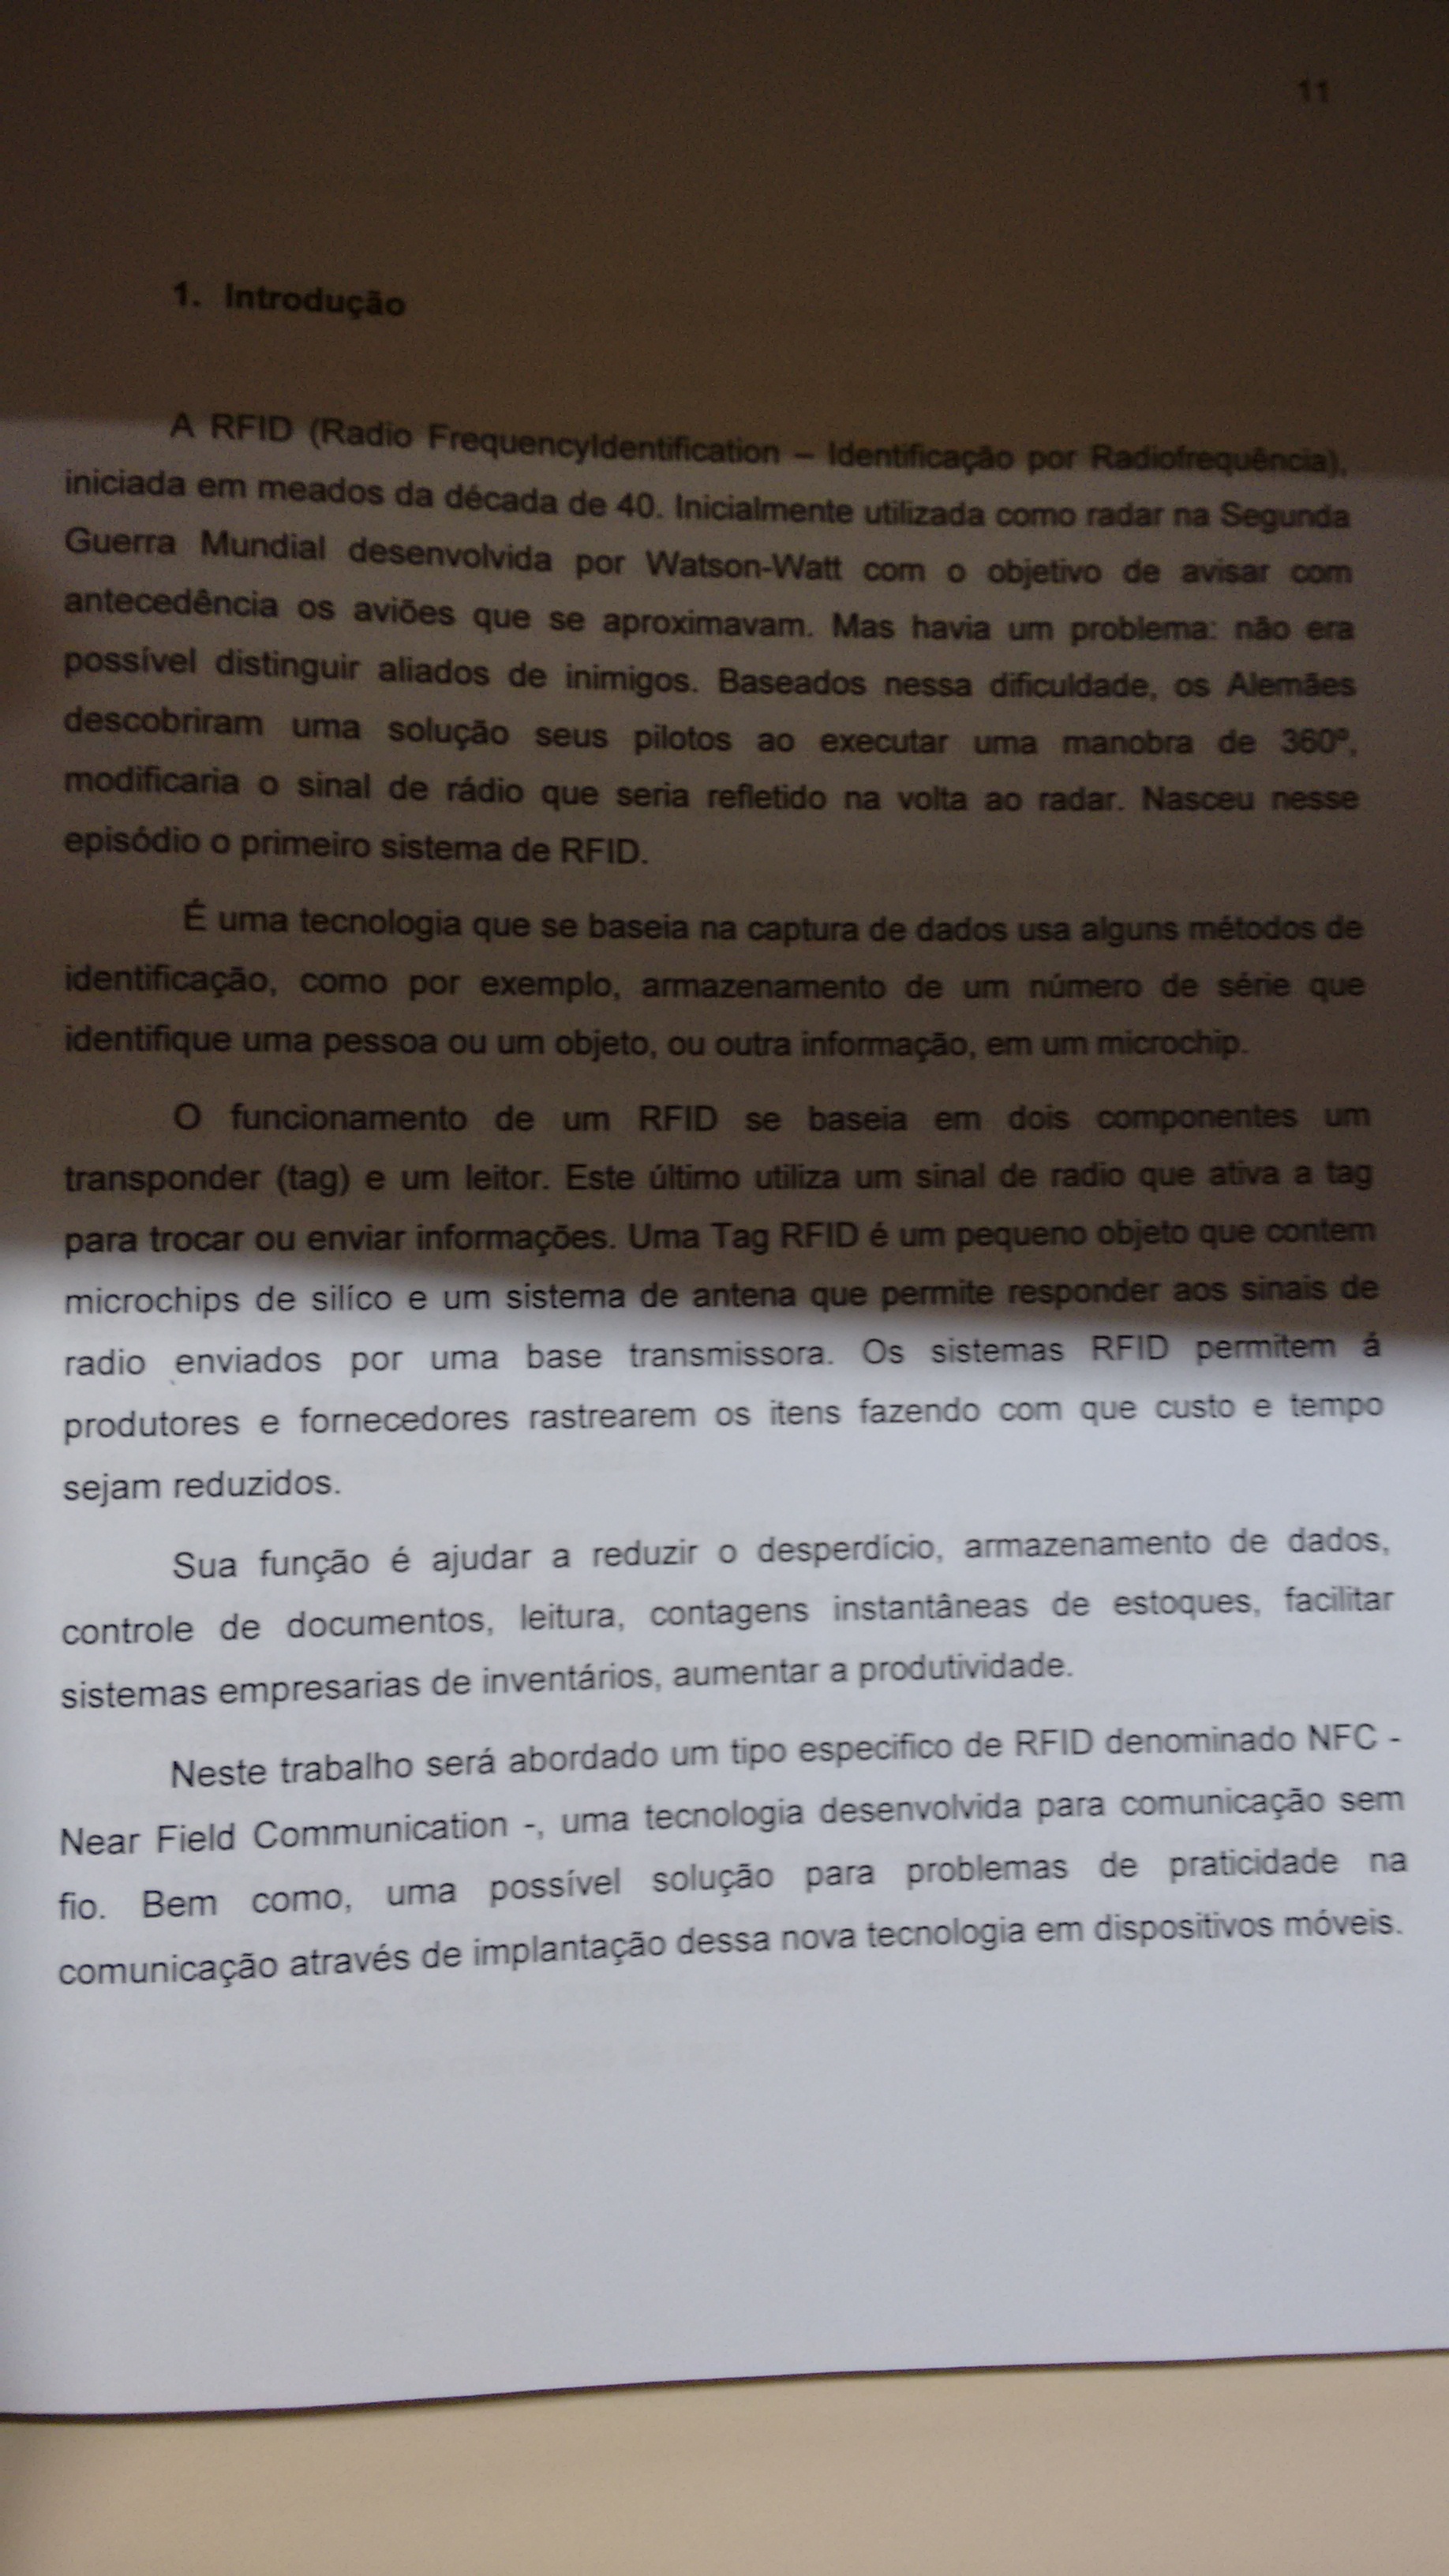 11
1. Introdução
A RFID (Radio FrequencyIdentification – Identificação por Radiofrequência),
iniciada em meados da década de 40. Inicialmente utilizada como radar na Segunda
Guerra Mundial desenvolvida por Watson-Watt com o objetivo de avisar com
antecedência os aviões que se aproximavam. Mas havia um problema: não era
possível distinguir aliados de inimigos. Baseados nessa dificuldade, os Alemães
descobriram uma solução seus pilotos ao executar uma manobra de 360º,
modificaria o sinal de rádio que seria refletido na volta ao radar. Nasceu nesse
episódio o primeiro sistema de RFID.
É uma tecnologia que se baseia na captura de dados usa alguns métodos de
identificação, como por exemplo, armazenamento de um número de série que
identifique uma pessoa ou um objeto, ou outra informação, em um microchip.
O funcionamento de um RFID se baseia em dois componentes um
transponder (tag) e um leitor. Este último utiliza um sinal de radio que ativa a tag
para trocar ou enviar informações. Uma Tag RFID é um pequeno objeto que contem
microchips de silíco e um sistema de antena que permite responder aos sinais de
radio enviados por uma base transmissora. Os sistemas RFID permitem á
produtores e fornecedores rastrearem os itens fazendo com que custo e tempo
sejam reduzidos.
Sua função é ajudar a reduzir o desperdício, armazenamento de dados,
controle de documentos, leitura, contagens instantâneas de estoques, facilitar
sistemas empresarias de inventários, aumentar a produtividade.
Neste trabalho será abordado um tipo especifico de RFID denominado NFC -
Near Field Communication -, uma tecnologia desenvolvida para comunicação sem
fio. Bem como, uma possível solução para problemas de praticidade na
comunicação através de implantação dessa nova tecnologia em dispositivos móveis.